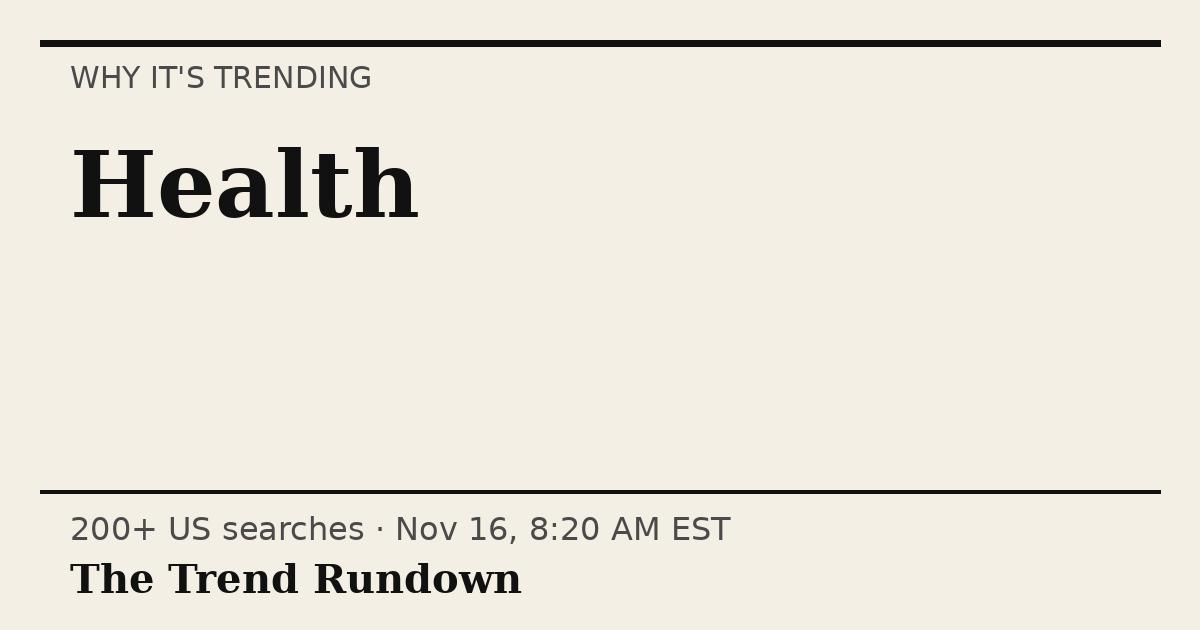 WHY IT'S TRENDING
Health
200+ US searches · Nov 16, 8:20 AM EST
The Trend Rundown